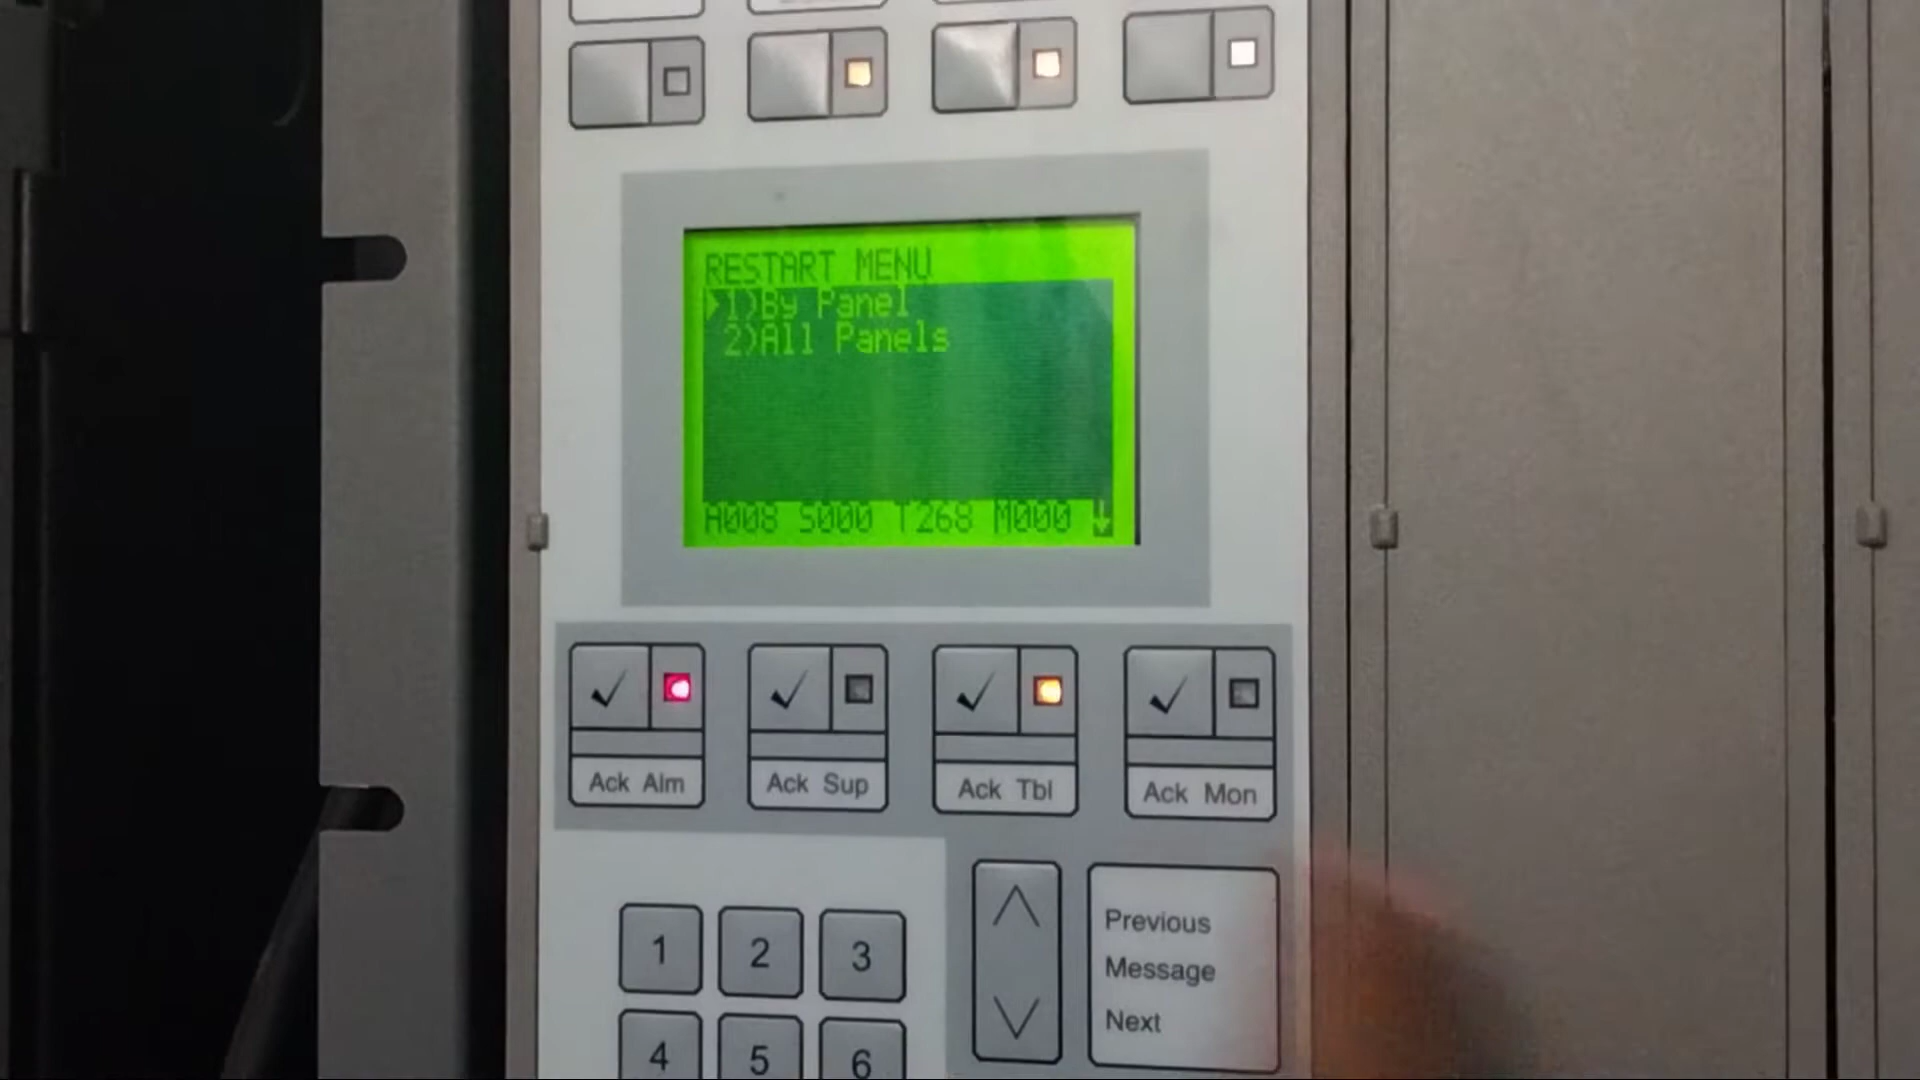 RESTART MENU
1)By Panel
2)All Panels
A008 S000 T268 M000
Ack Alm
Ack Sup
Ack Tbl
Ack Mon
1 2 3
Previous
Message
Next
4 5 6